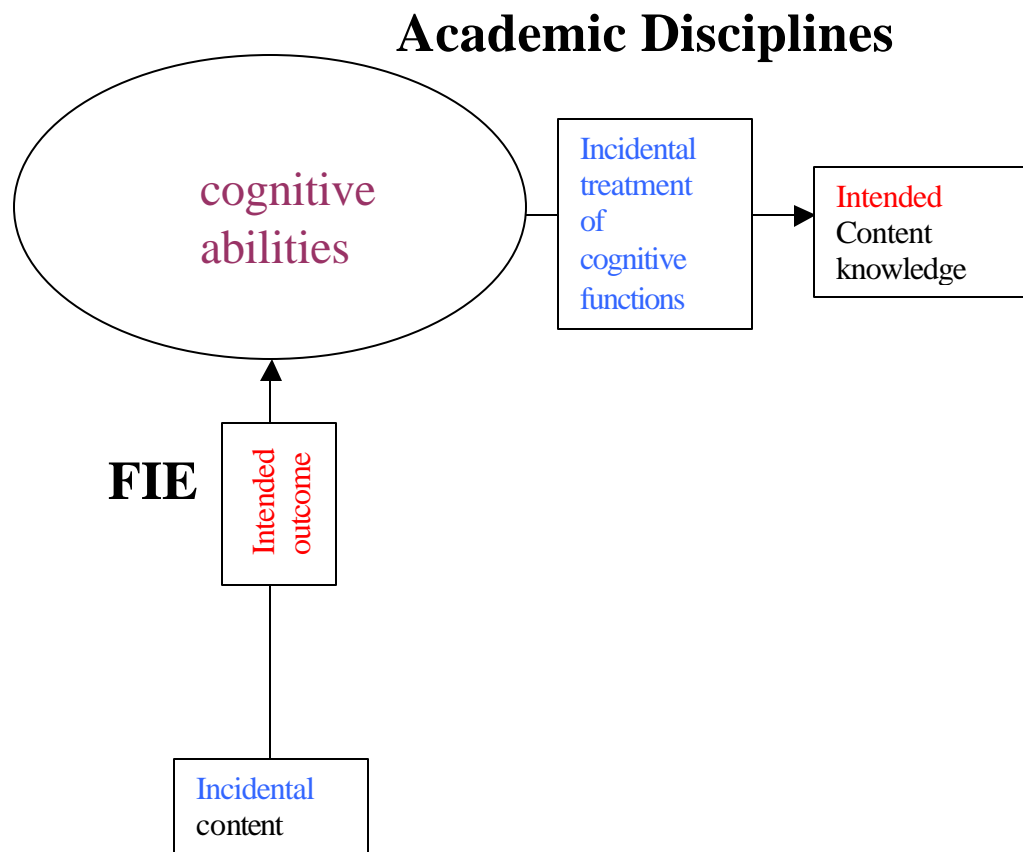 Academic Disciplines
cognitive
abilities
Incidental
treatment
of
cognitive
functions
Intended
Content
knowledge
FIE
Intended
outcome
Incidental
content